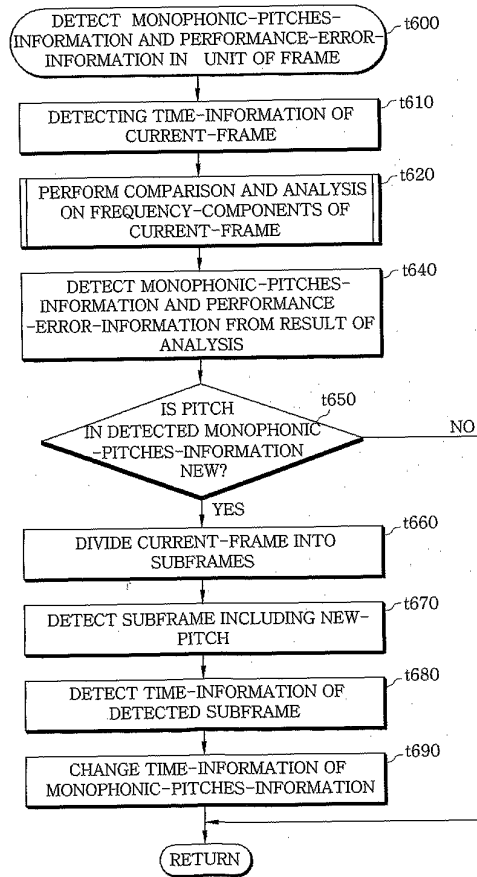 DETECT MONOPHONIC-PITCHES-
INFORMATION AND PERFORMANCE-ERROR-
INFORMATION IN UNIT OF FRAME
t600
DETECTING TIME-INFORMATION OF
CURRENT-FRAME
t610
PERFORM COMPARISON AND ANALYSIS
ON FREQUENCY-COMPONENTS OF
CURRENT-FRAME
t620
DETECT MONOPHONIC-PITCHES-
INFORMATION AND PERFORMANCE
-ERROR-INFORMATION FROM RESULT OF
ANALYSIS
t640
IS PITCH
IN DETECTED MONOPHONIC
-PITCHES-INFORMATION
NEW?
t650
NO
YES
DIVIDE CURRENT-FRAME INTO
SUBFRAMES
t660
DETECT SUBFRAME INCLUDING NEW-
PITCH
t670
DETECT TIME-INFORMATION OF
DETECTED SUBFRAME
t680
CHANGE TIME-INFORMATION OF
MONOPHONIC-PITCHES-INFORMATION
t690
RETURN